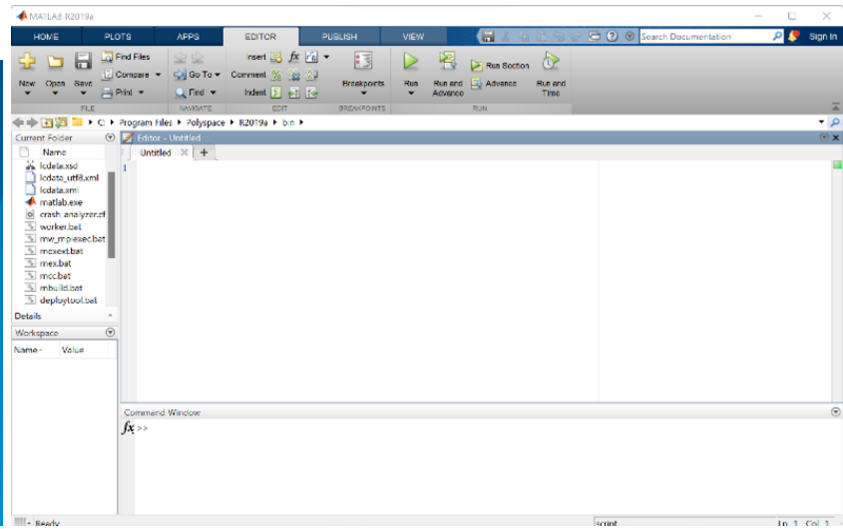 MATLAB R2019a
HOME PLOTS APPS EDITOR PUBLISH VIEW Search Documentation Sign In
New Open Save Find Files Compare Print Go To Find Insert fx Comment Indent Breakpoints Run Run and Advance Run Section Advance Run and Time
FILE NAVIGATE EDIT BREAKPOINTS RUN
C: Program Files Polyspace R2019a bin
Current Folder Editor - Untitled
Name Untitled +
lcdata.xsd 1
lcdata_utf8.xml
lcdata.xml
matlab.exe
crash_analyzer.cf
worker.bat
mw_mpiexec.bat
mexext.bat
mex.bat
mcc.bat
mbuild.bat
deploytool.bat
Details
Workspace
Name Value
Command Window
fx >>
Ready script Ln 1 Col 1